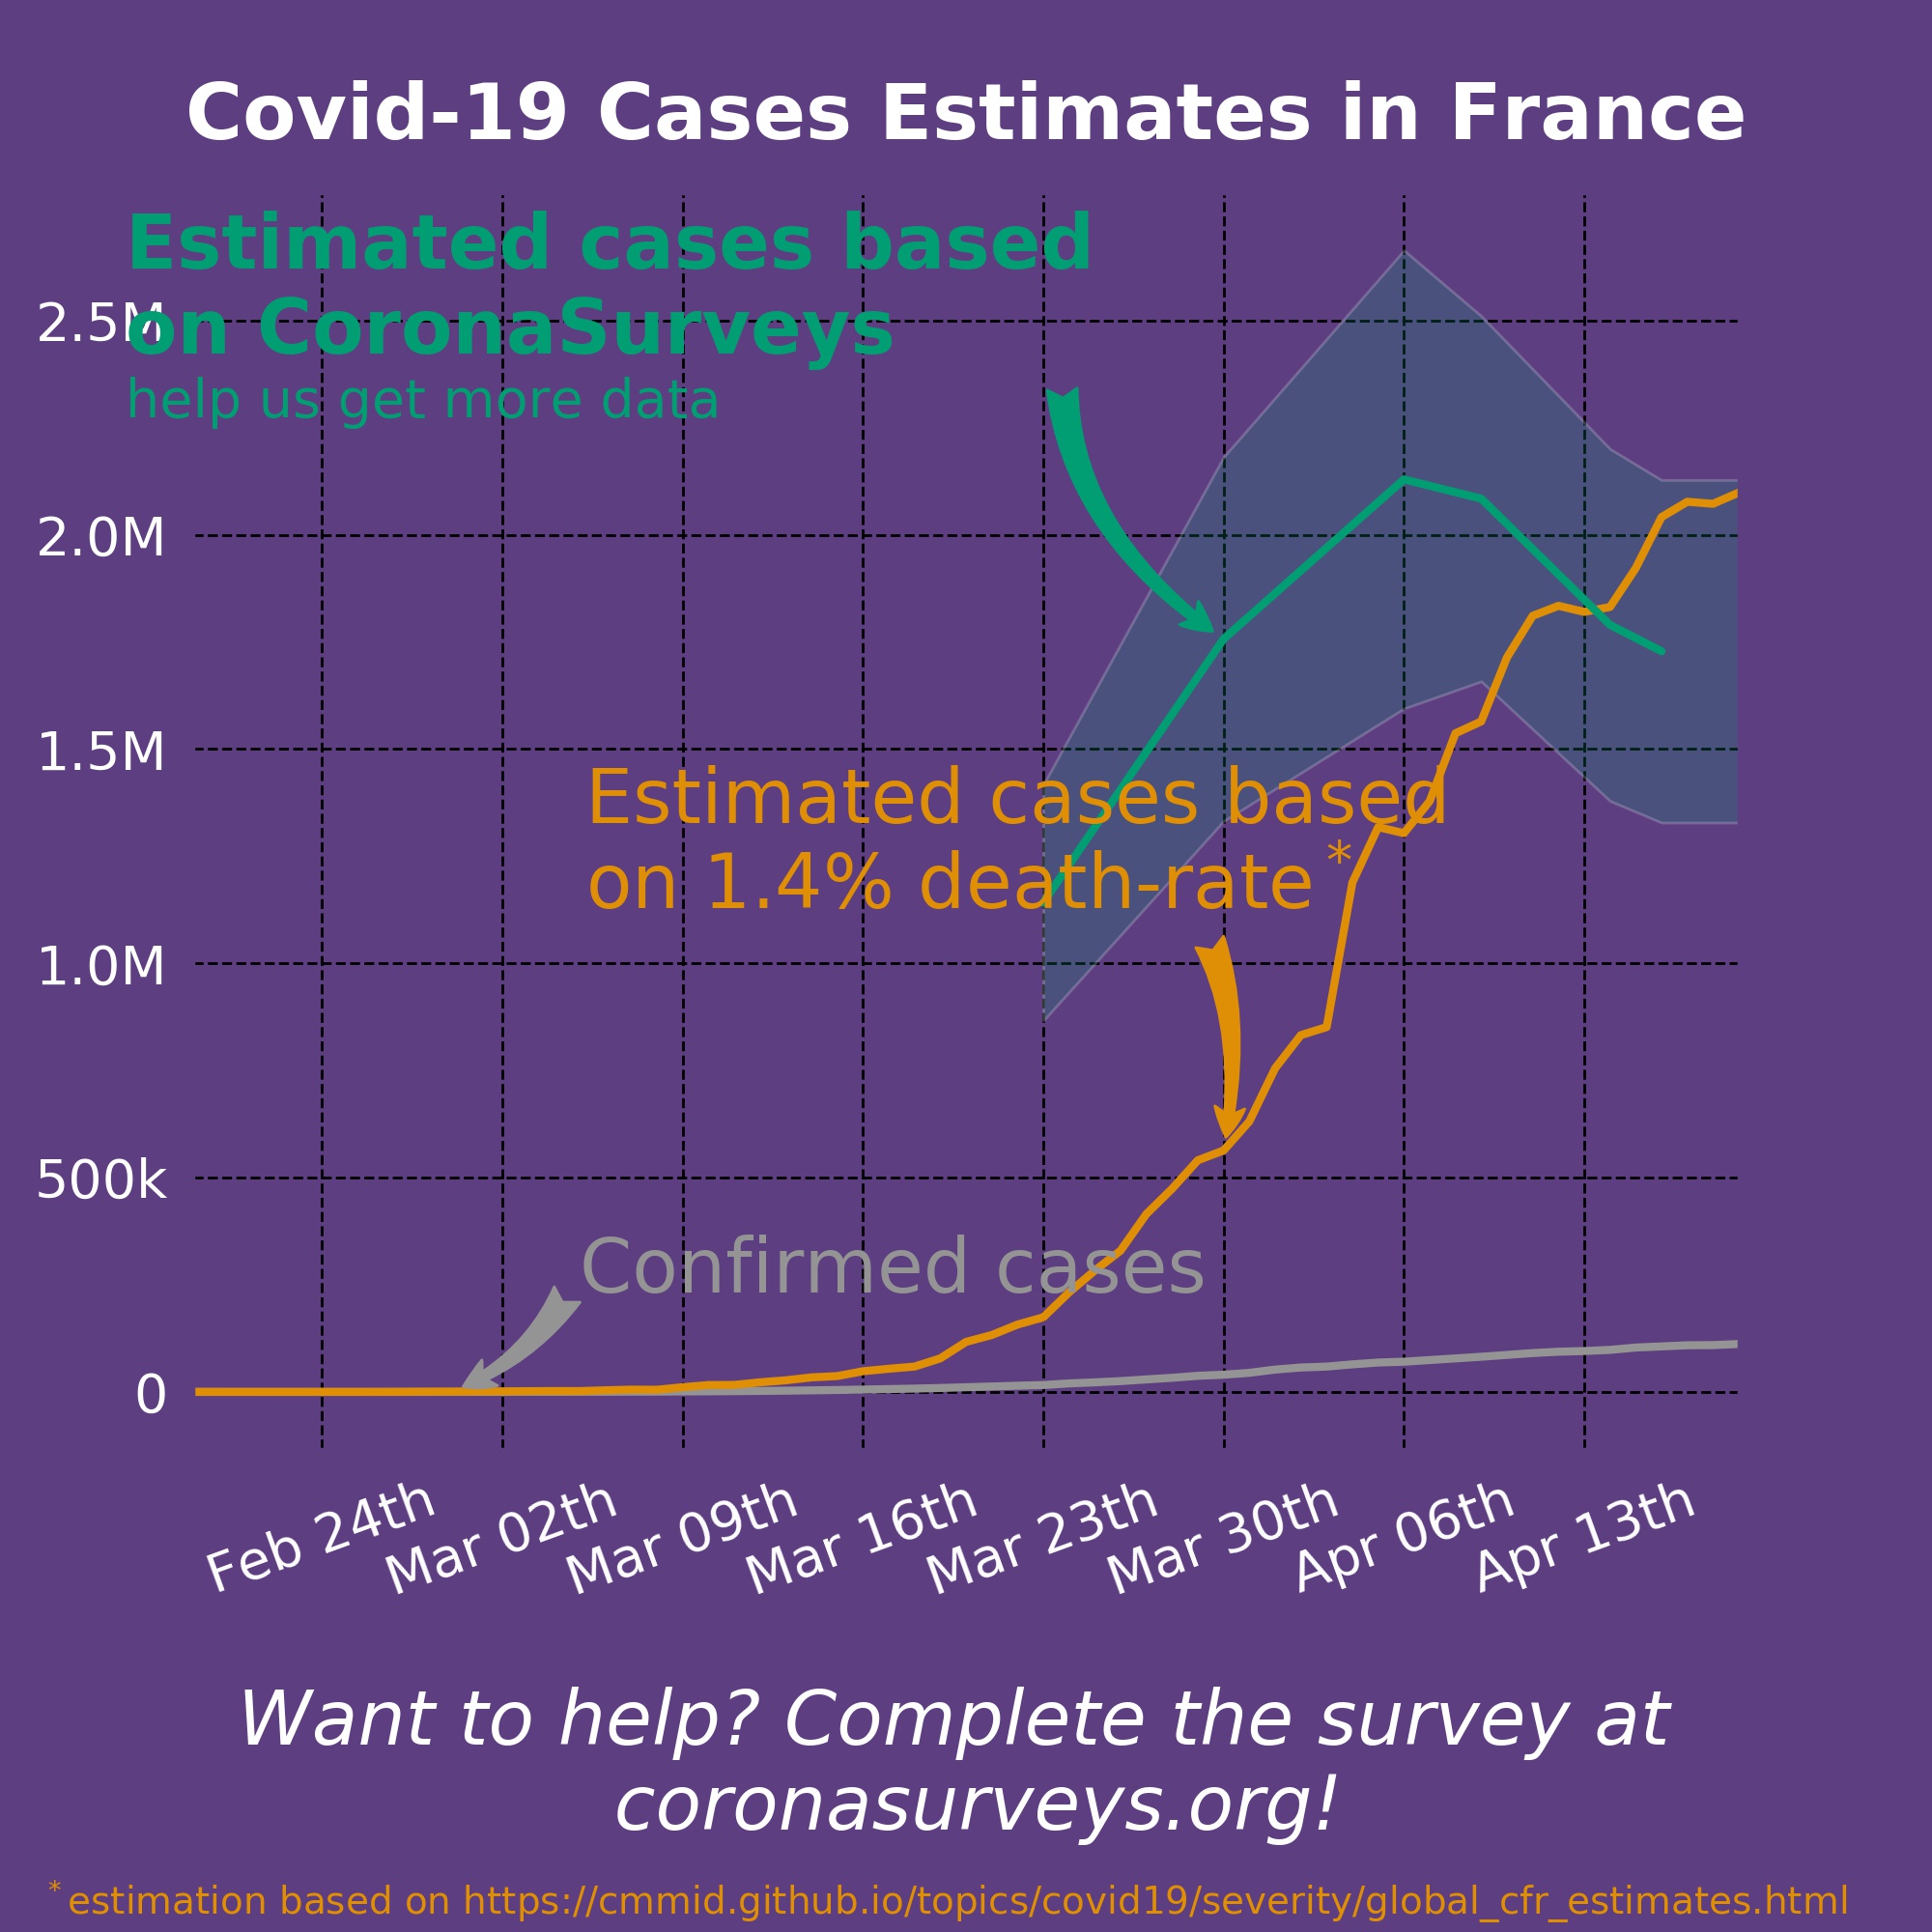 Covid-19 Cases Estimates in France
Estimated cases based
on CoronaSurveys
help us get more data
2.5M
2.0M
1.5M
Estimated cases based
on 1.4% death-rate *
1.0M
500k
Confirmed cases
0
Feb 24th
Mar 02th
Mar 09th
Mar 16th
Mar 23th
Mar 30th
Apr 06th
Apr 13th
Want to help? Complete the survey at
coronasurveys.org!
* estimation based on https://cmmid.github.io/topics/covid19/severity/global_cfr_estimates.html